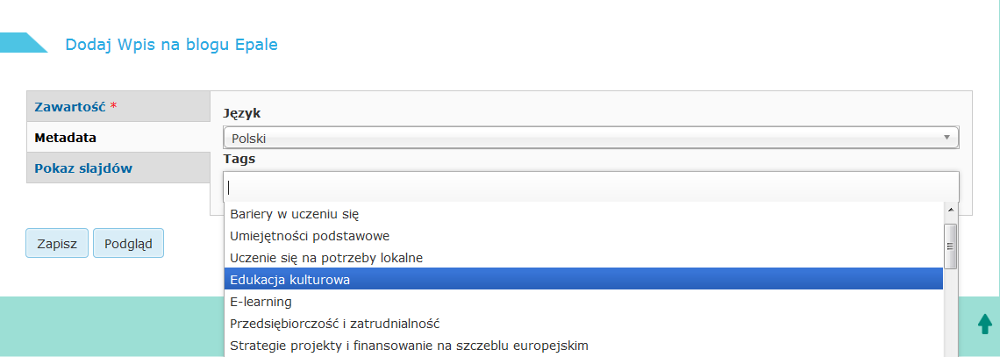 Dodaj Wpis na blogu Epale
Zawartość *
Metadata
Pokaz slajdów
Język
Polski
Tags
Bariery w uczeniu się
Umiejętności podstawowe
Uczenie się na potrzeby lokalne
Edukacja kulturowa
E-learning
Przedsiębiorczość i zatrudnialność
Strategie projekty i finansowanie na szczeblu europejskim
Zapisz
Podgląd